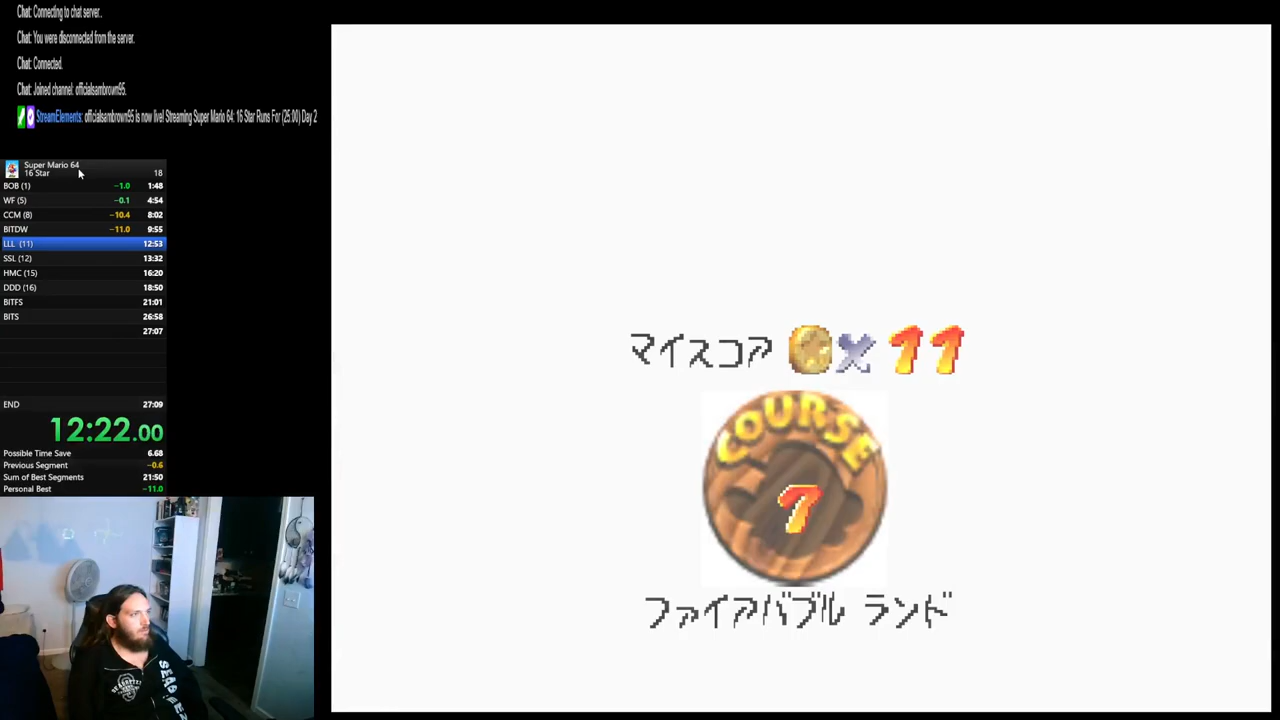 Chat: Connecting to chat server..
Chat: You were disconnected from the server.
Chat: Connected.
Chat: Joined channel: officialsambrown95.
StreamElements: officialsambrown95 is now live! Streaming Super Mario 64: 16 Star Runs For (25:00) Day 2
Super Mario 64
16 Star 18
BOB (1) −1.0 1:48
WF (5) −0.1 4:54
CCM (8) −10.4 8:02
BITDW −11.0 9:55
LLL (11) 12:53
SSL (12) 13:32
HMC (15) 16:20
DDD (16) 18:50
BITFS 21:01
BITS 26:58
27:07
END 27:09
12:22.00
Possible Time Save 6.68
Previous Segment −0.6
Sum of Best Segments 21:50
Personal Best −11.0
マイスコア × 11
COURSE
7
ファイアバブル ランド